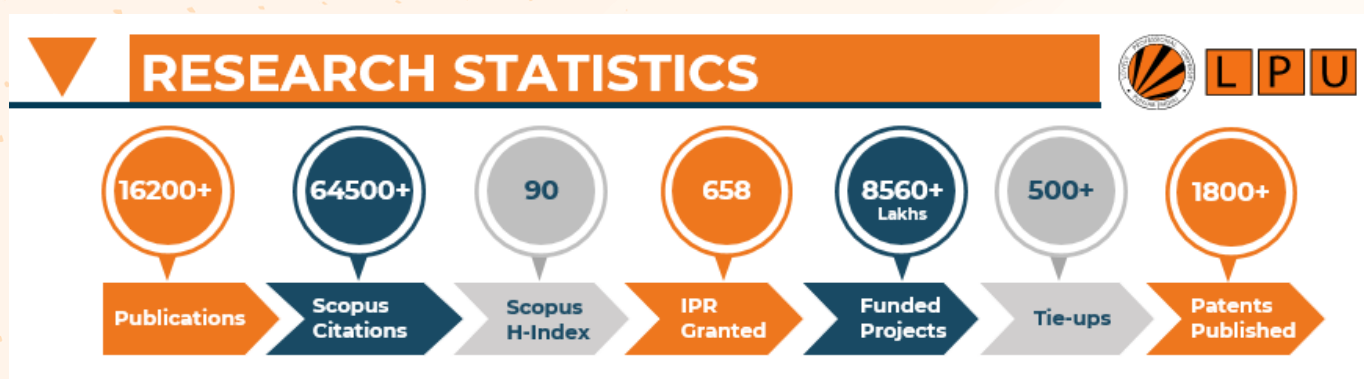 RESEARCH STATISTICS
L P U
16200+
64500+
90
658
8560+
Lakhs
500+
1800+
Publications
Scopus
Citations
Scopus
H-Index
IPR
Granted
Funded
Projects
Tie-ups
Patents
Published